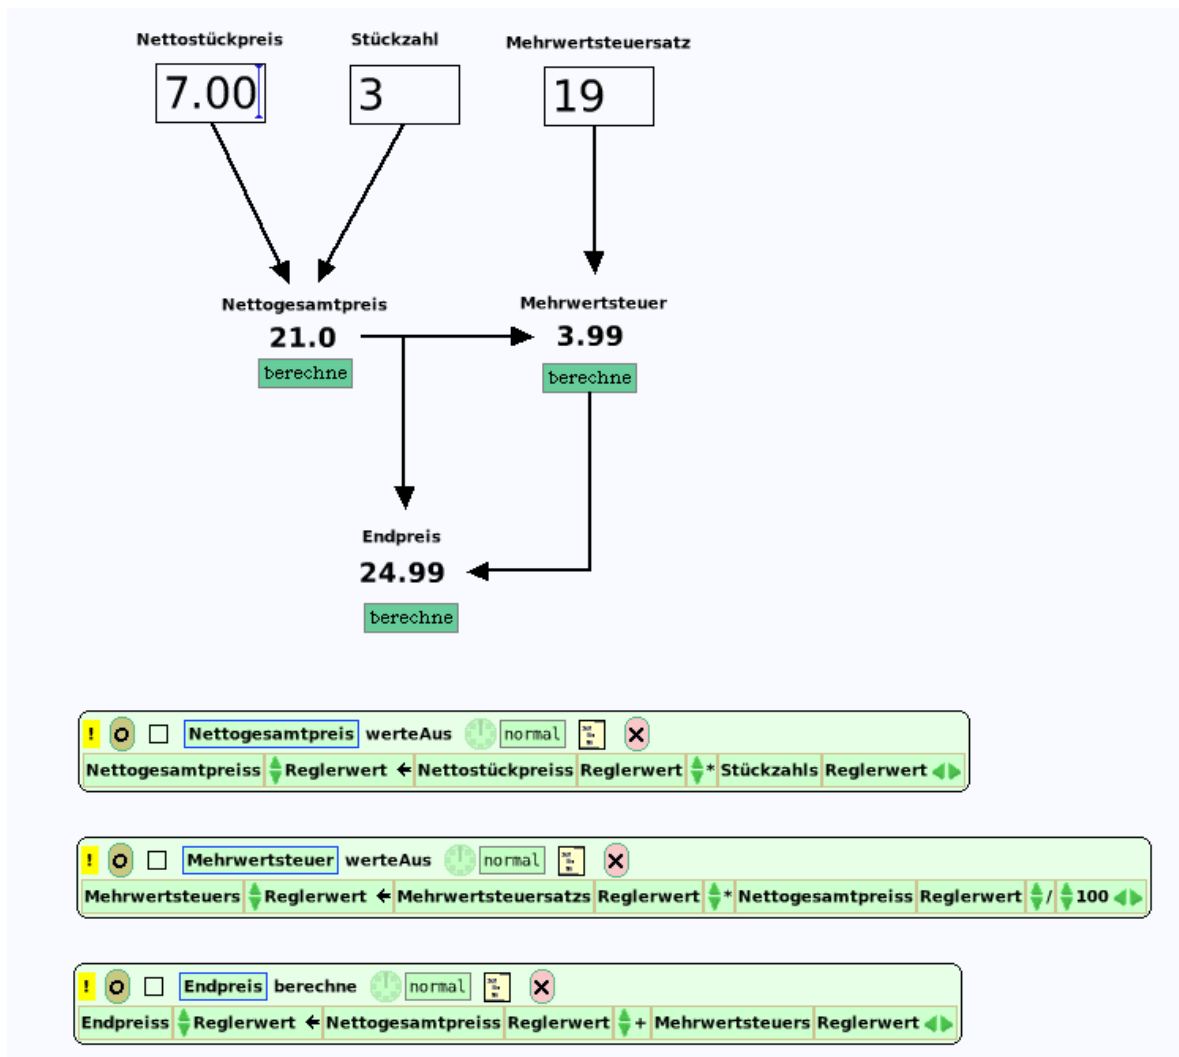 Nettostückpreis Stückzahl Mehrwertsteuersatz
7.00 3 19
Nettogesamtpreis Mehrwertsteuer
21.0 3.99
berechne berechne
Endpreis
24.99
berechne
! Nettogesamtpreis werteAus normal
Nettogesamtpreiss Reglerwert ← Nettostückpreiss Reglerwert * Stückzahls Reglerwert
! Mehrwertsteuer werteAus normal
Mehrwertsteuers Reglerwert ← Mehrwertsteuersatzs Reglerwert * Nettogesamtpreiss Reglerwert / 100
! Endpreis berechne normal
Endpreiss Reglerwert ← Nettogesamtpreiss Reglerwert + Mehrwertsteuers Reglerwert